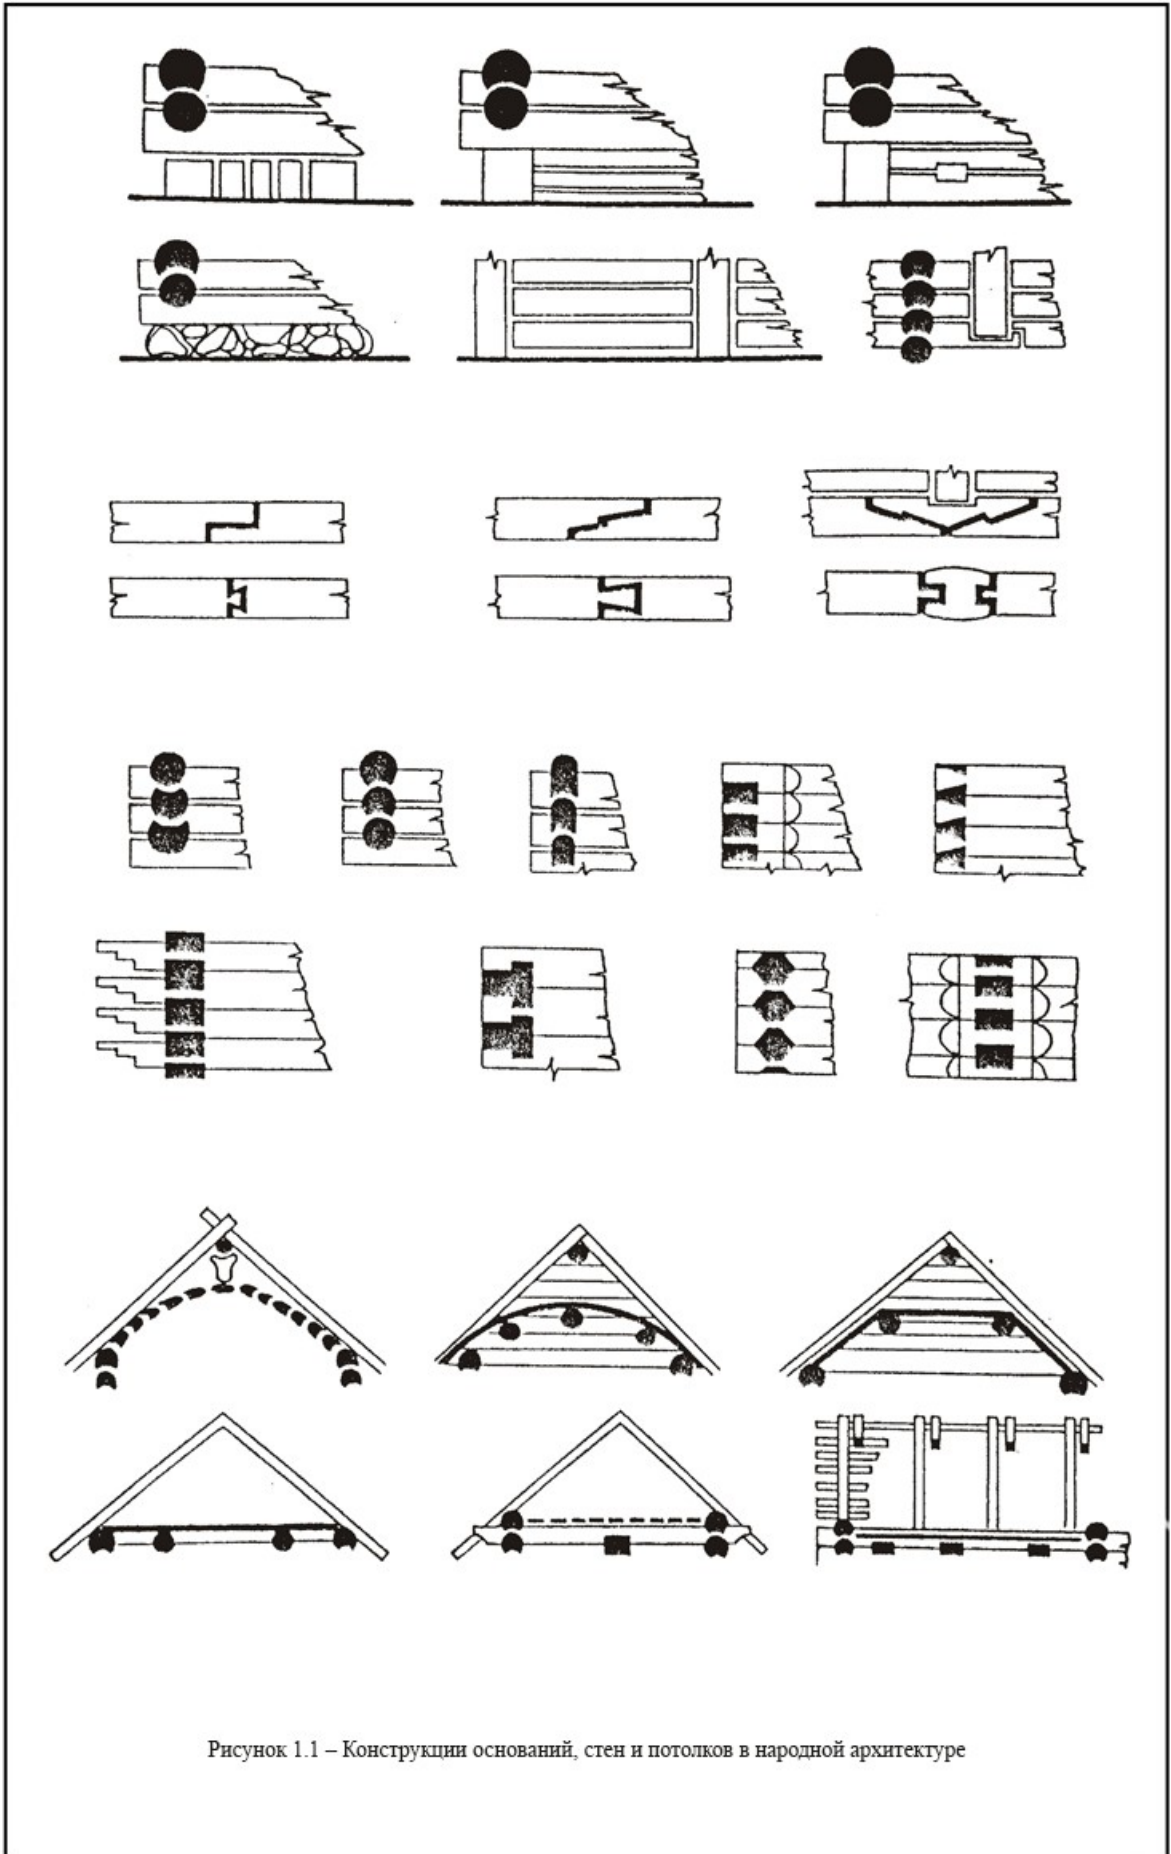 Рисунок 1.1 – Конструкции оснований, стен и потолков в народной архитектуре